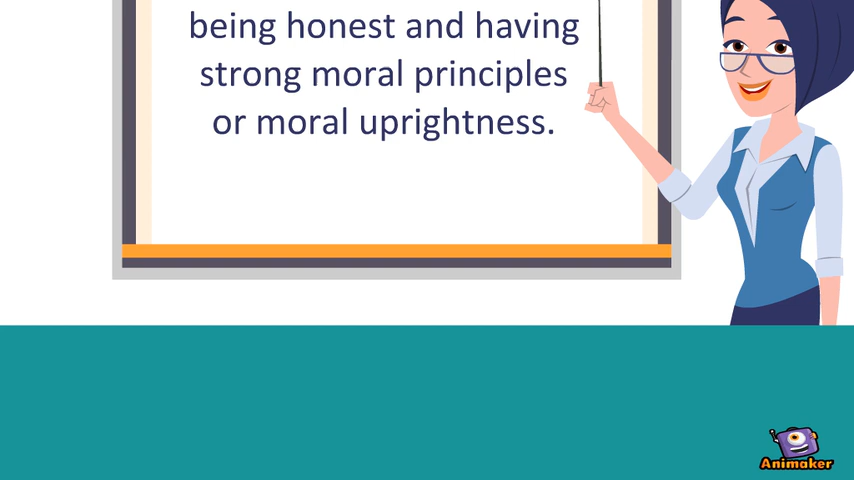 being honest and having
strong moral principles
or moral uprightness.
Animaker